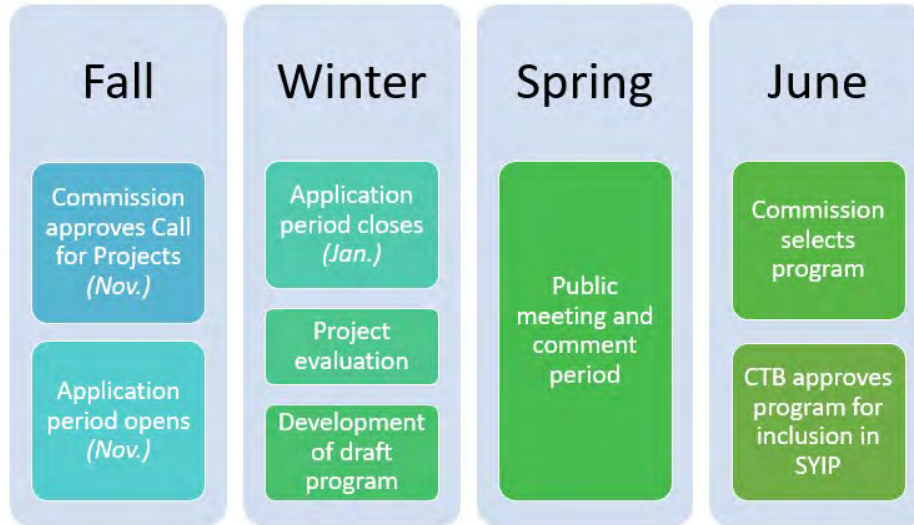 Fall
Commission
approves Call
for Projects
(Nov.)
Application
period opens
(Nov.)
Winter
Application
period closes
(Jan.)
Project
evaluation
Development
of draft
program
Spring
Public
meeting and
comment
period
June
Commission
selects
program
CTB approves
program for
inclusion in
SYIP